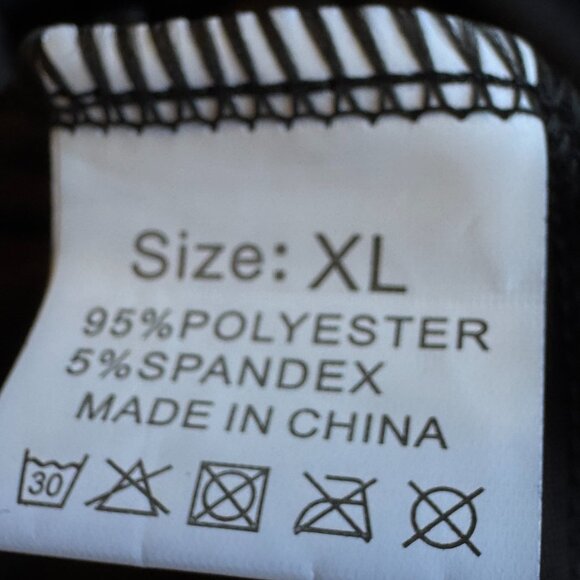 Size: XL
95%POLYESTER
5%SPANDEX
MADE IN CHINA
30